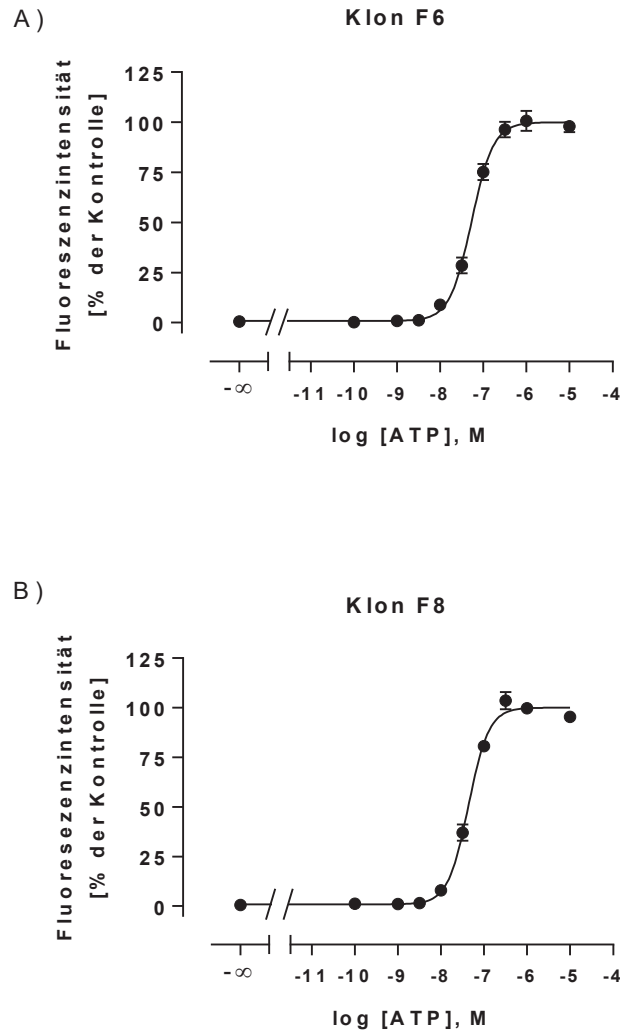 A)
Klon F6
Fluoreszenzintensität
[% der Kontrolle]
125
100
75
50
25
0
-∞ -11 -10 -9 -8 -7 -6 -5 -4
log [ATP], M
B)
Klon F8
Fluoresezenzintensität
[% der Kontrolle]
125
100
75
50
25
0
-∞ -11 -10 -9 -8 -7 -6 -5 -4
log [ATP], M